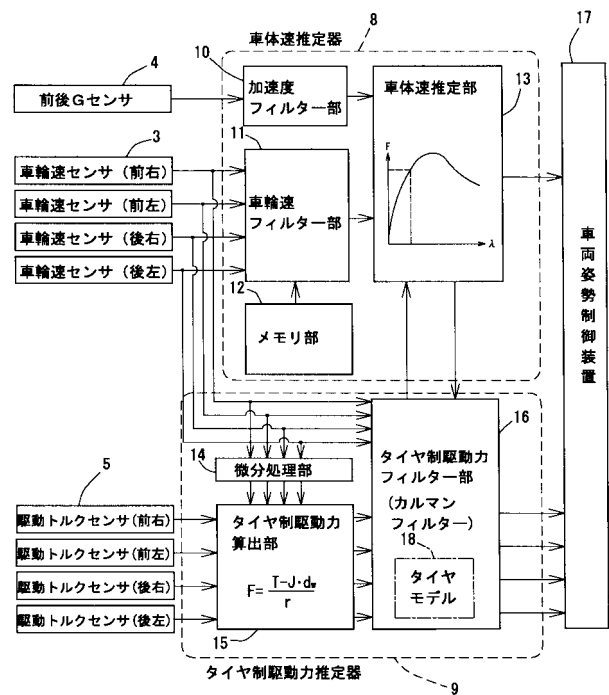 車体速推定器
8
17
4
10
前後Gセンサ
加速度
フィルター部
車体速推定部
13
F
λ
3
11
車輪速センサ(前右)
車輪速センサ(前左)
車輪速センサ(後右)
車輪速センサ(後左)
車輪速
フィルター部
12
メモリ部
車両姿勢制御装置
14
微分処理部
16
タイヤ制駆動力
フィルター部
(カルマン
フィルター)
18
タイヤ
モデル
5
駆動トルクセンサ(前右)
駆動トルクセンサ(前左)
駆動トルクセンサ(後右)
駆動トルクセンサ(後左)
タイヤ制駆動力
算出部
F=(T-J·dw)/r
15
タイヤ制駆動力推定器
9